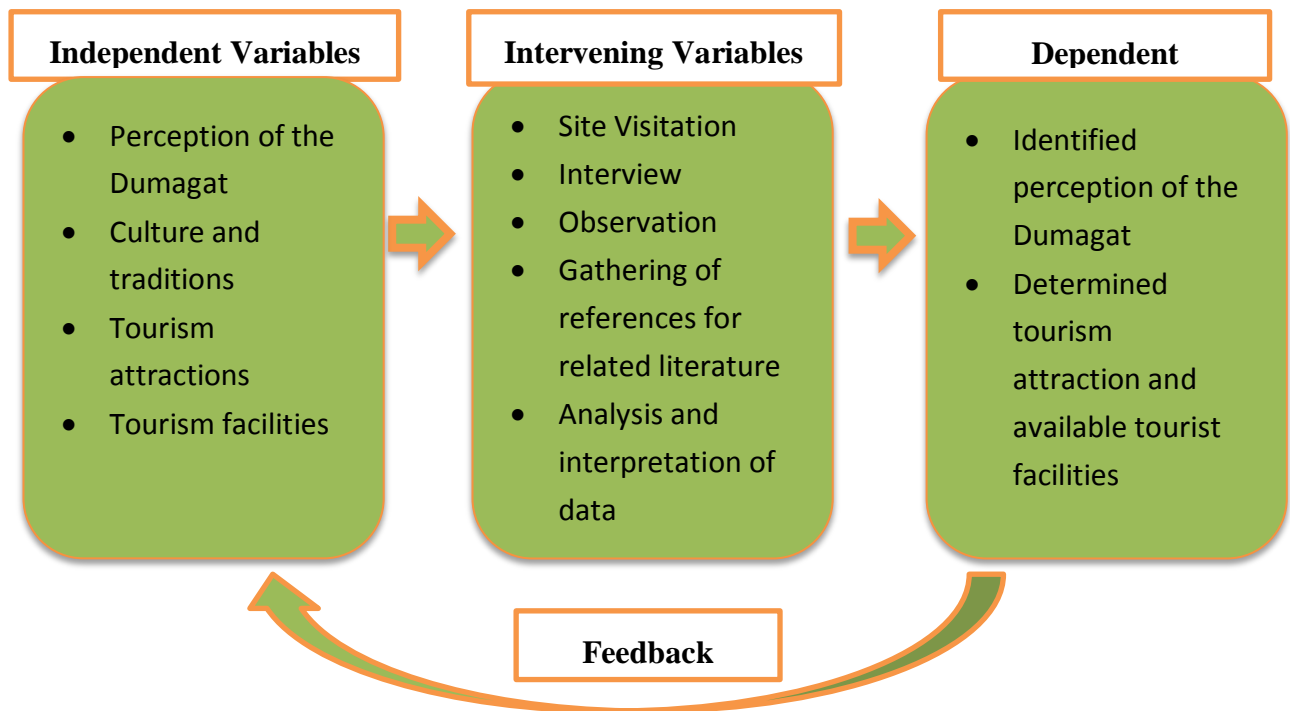 Independent Variables
• Perception of the
Dumagat
• Culture and
traditions
• Tourism
attractions
• Tourism facilities
Intervening Variables
• Site Visitation
• Interview
• Observation
• Gathering of
references for
related literature
• Analysis and
interpretation of
data
Dependent
• Identified
perception of the
Dumagat
• Determined
tourism
attraction and
available tourist
facilities
Feedback